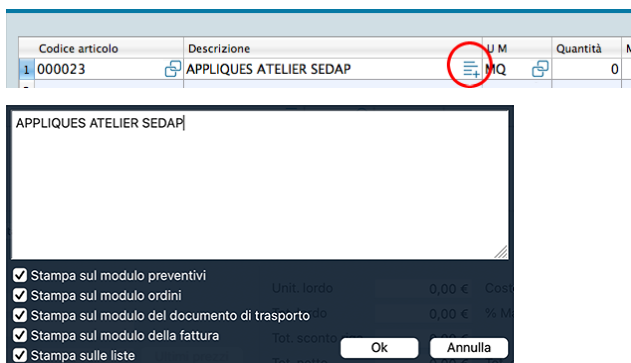 Codice articolo Descrizione U M Quantità
1 000023 APPLIQUES ATELIER SEDAP MQ 0
APPLIQUES ATELIER SEDAP
Stampa sul modulo preventivi
Stampa sul modulo ordini
Stampa sul modulo del documento di trasporto
Stampa sul modulo della fattura
Stampa sulle liste
Unit. lordo 0,00 €
0,00 €
Tot. sconto
Ok Annulla